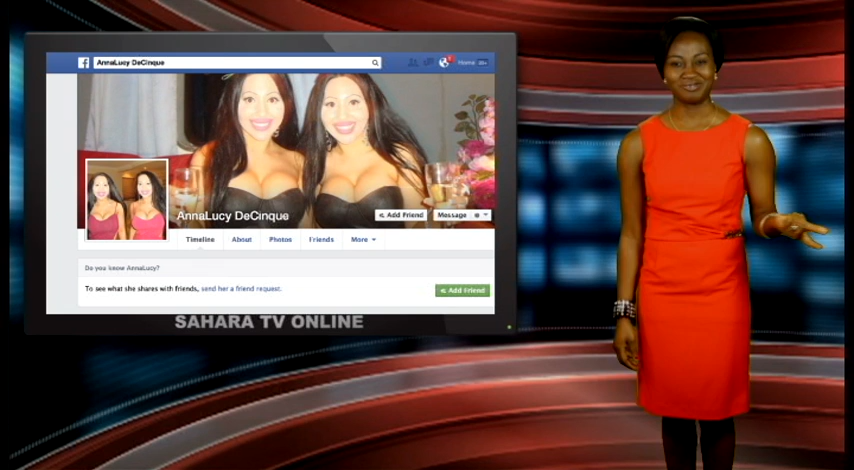 f AnnaLucy DeCinque
Home
AnnaLucy DeCinque
Add Friend
Message
Timeline About Photos Friends More
Do you know AnnaLucy?
To see what she shares with friends, send her a friend request.
Add Friend
SAHARA TV ONLINE